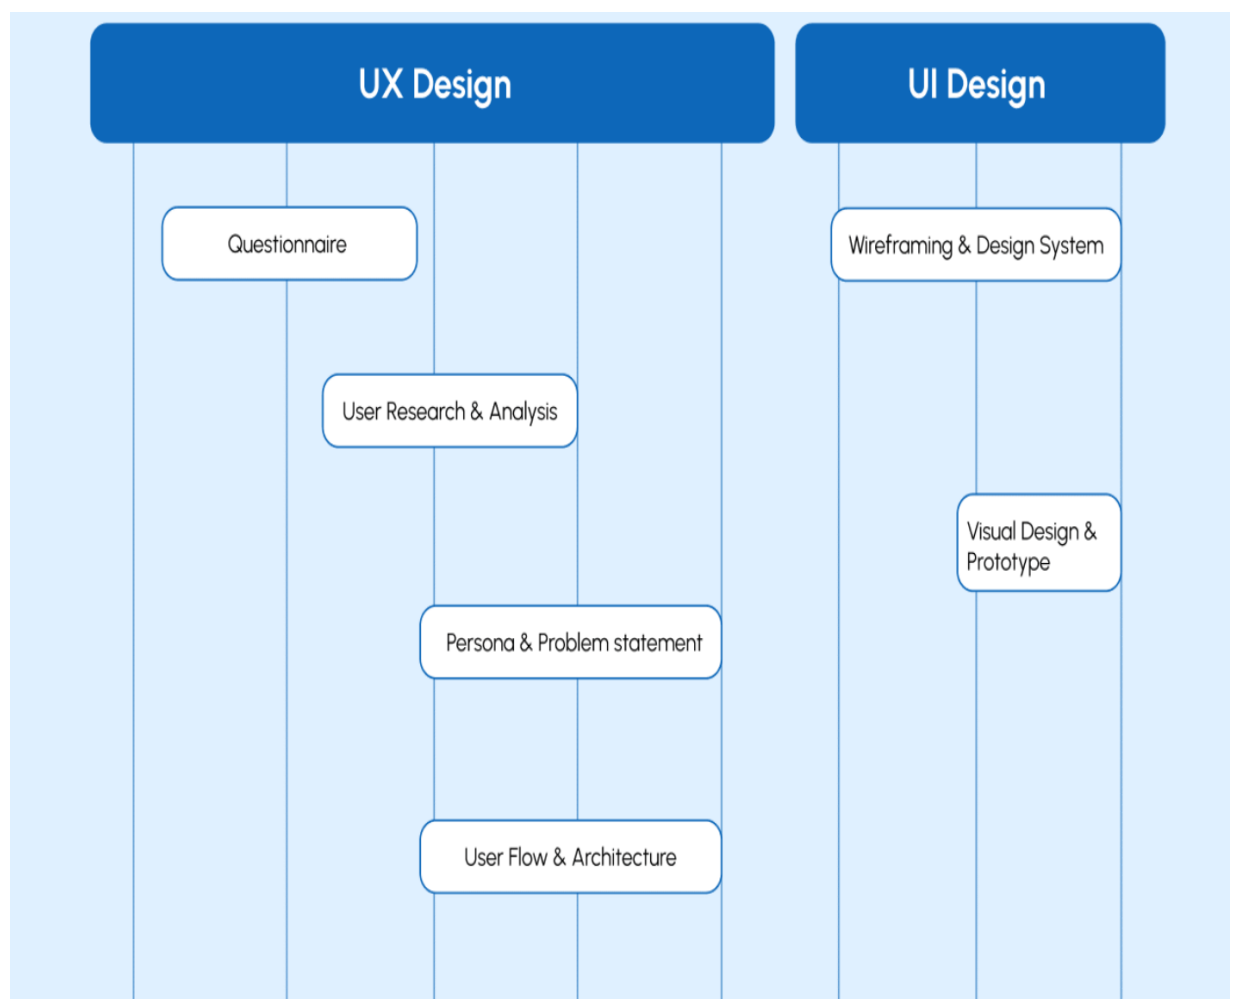 UX Design
UI Design
Questionnaire
Wireframing & Design System
User Research & Analysis
Visual Design &
Prototype
Persona & Problem statement
User Flow & Architecture